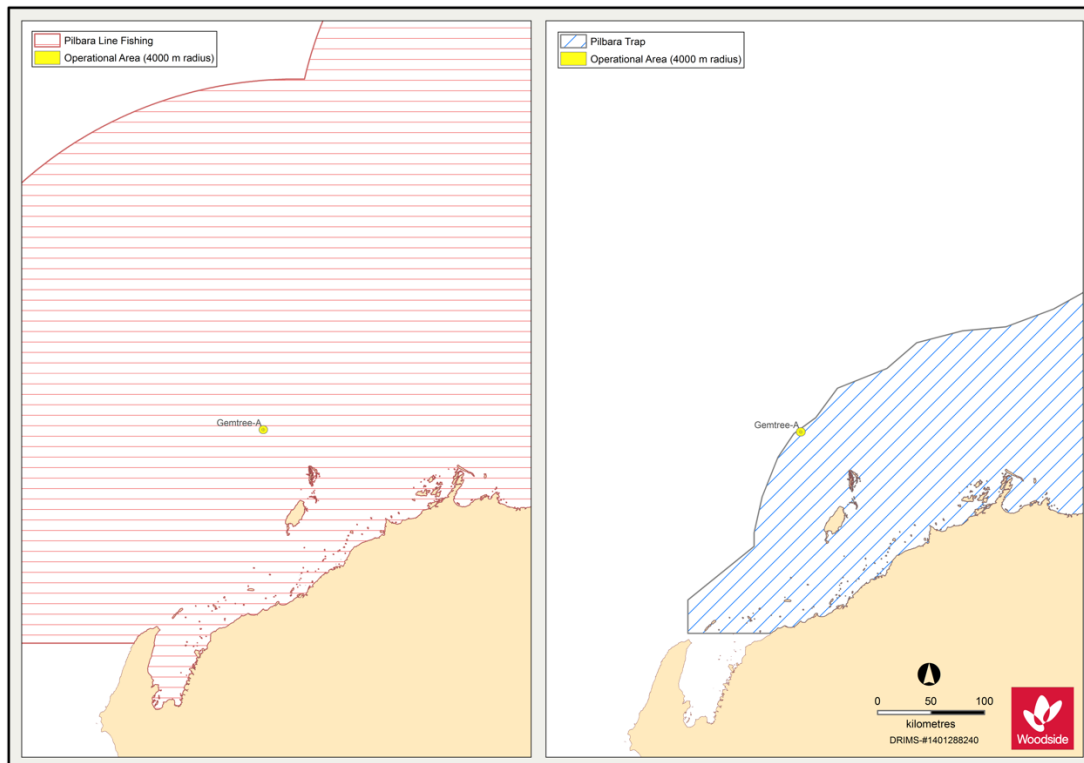 Pilbara Line Fishing
Operational Area (4000 m radius)
Gemtree-A
Pilbara Trap
Operational Area (4000 m radius)
Gemtree-A
0 50 100
kilometres
DRIMS-#1401288240
Woodside